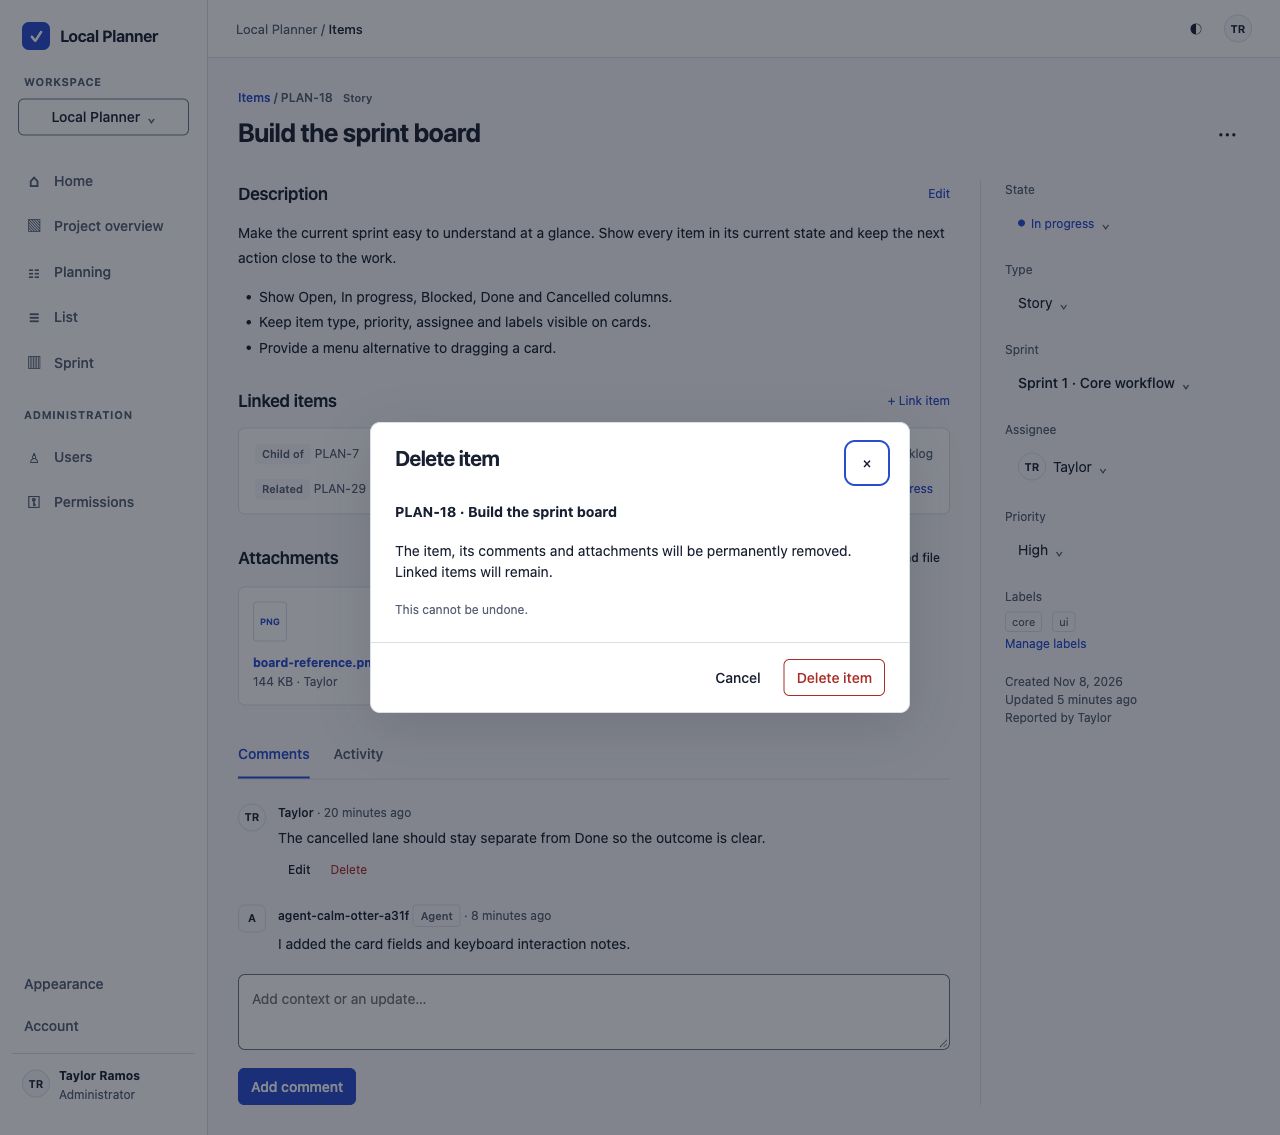 Local Planner
WORKSPACE
Local Planner
Home
Project overview
Planning
List
Sprint
ADMINISTRATION
Users
Permissions
Appearance
Account
TR
Taylor Ramos
Administrator
Local Planner / Items
TR
Items / PLAN-18 Story
Build the sprint board
Description
Edit
Make the current sprint easy to understand at a glance. Show every item in its current state and keep the next
action close to the work.
• Show Open, In progress, Blocked, Done and Cancelled columns.
• Keep item type, priority, assignee and labels visible on cards.
• Provide a menu alternative to dragging a card.
Linked items
+ Link item
Child of PLAN-7
Related PLAN-29
Attachments
file
PNG
board-reference.pn
144 KB · Taylor
Delete item
×
PLAN-18 · Build the sprint board
The item, its comments and attachments will be permanently removed.
Linked items will remain.
This cannot be undone.
Cancel
Delete item
Comments
Activity
TR
Taylor · 20 minutes ago
The cancelled lane should stay separate from Done so the outcome is clear.
Edit
Delete
A
agent-calm-otter-a31f Agent · 8 minutes ago
I added the card fields and keyboard interaction notes.
Add context or an update…
Add comment
State
In progress
Type
Story
Sprint
Sprint 1 · Core workflow
Assignee
TR Taylor
Priority
High
Labels
core ui
Manage labels
Created Nov 8, 2026
Updated 5 minutes ago
Reported by Taylor